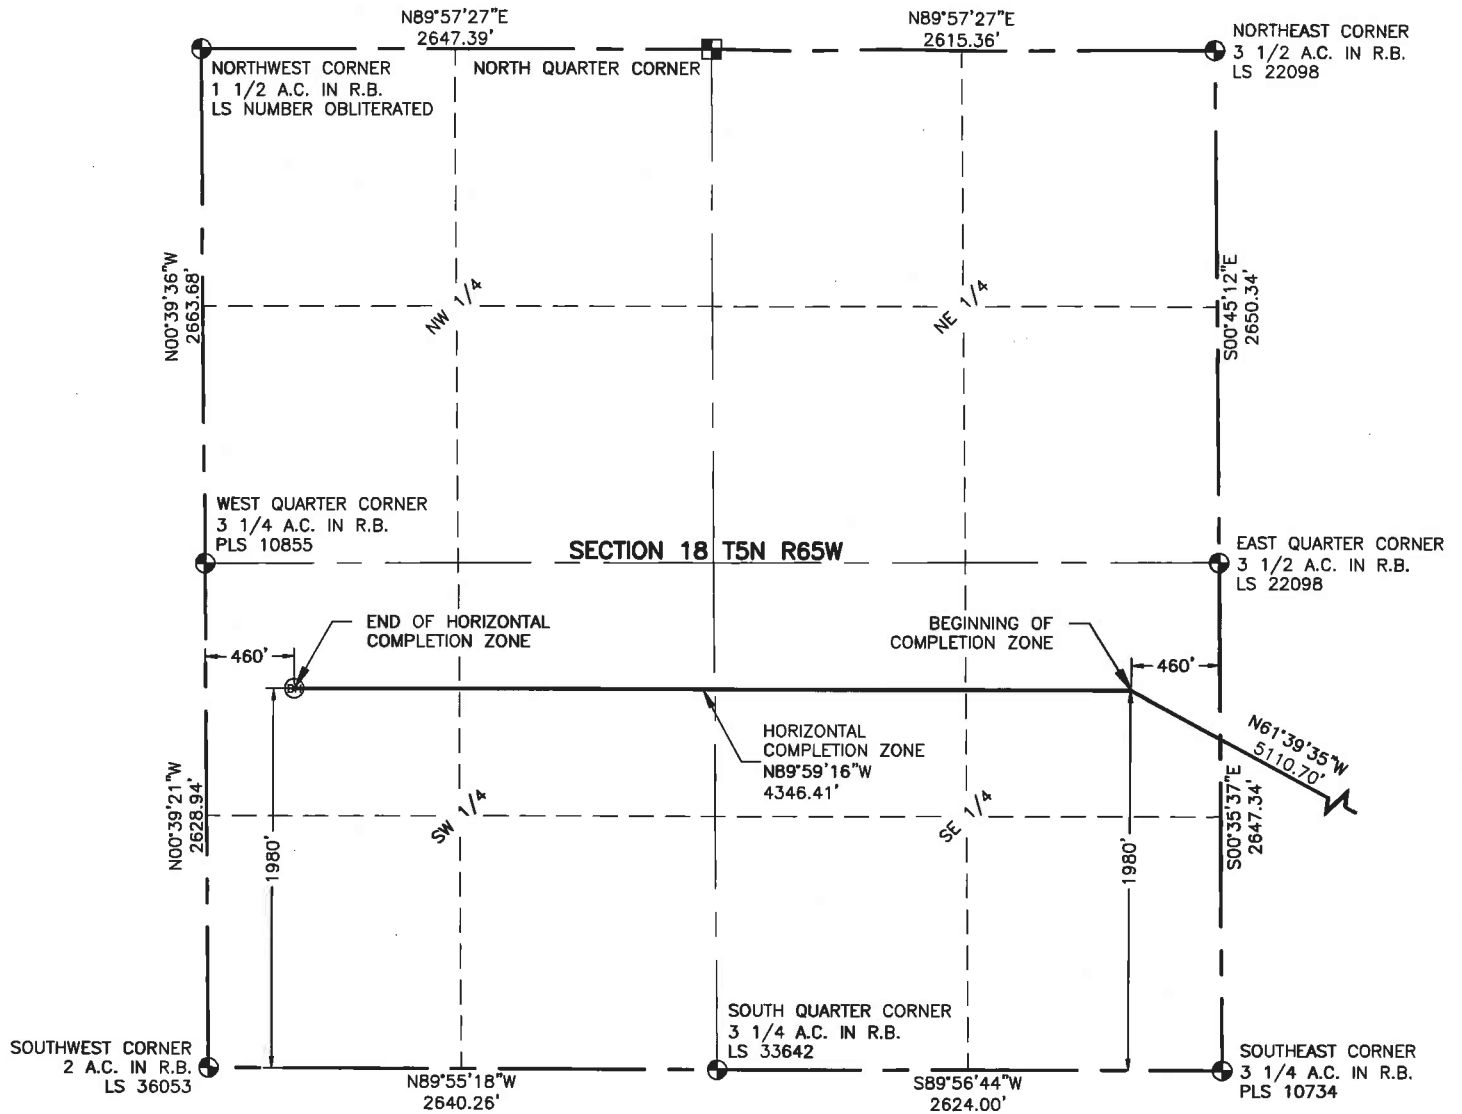 N89°57'27"E
2647.39'
N89°57'27"E
2615.36'
NORTHWEST CORNER
1 1/2 A.C. IN R.B.
LS NUMBER OBLITERATED
NORTH QUARTER CORNER
NORTHEAST CORNER
3 1/2 A.C. IN R.B.
LS 22098
N00°39'36"W
2663.68'
NW 1/4
NE 1/4
S00°45'12"E
2650.34'
WEST QUARTER CORNER
3 1/4 A.C. IN R.B.
PLS 10855
SECTION 18 T5N R65W
EAST QUARTER CORNER
3 1/2 A.C. IN R.B.
LS 22098
END OF HORIZONTAL
COMPLETION ZONE
BEGINNING OF
COMPLETION ZONE
460'
460'
BH
HORIZONTAL
COMPLETION ZONE
N89°59'16"W
4346.41'
N61°39'35"W
5110.70'
N00°39'21"W
2628.94'
SW 1/4
SE 1/4
S00°35'37"E
2647.34'
1980'
1980'
SOUTHWEST CORNER
2 A.C. IN R.B.
LS 36053
SOUTH QUARTER CORNER
3 1/4 A.C. IN R.B.
LS 33642
SOUTHEAST CORNER
3 1/4 A.C. IN R.B.
PLS 10734
N89°55'18"W
2640.26'
S89°56'44"W
2624.00'